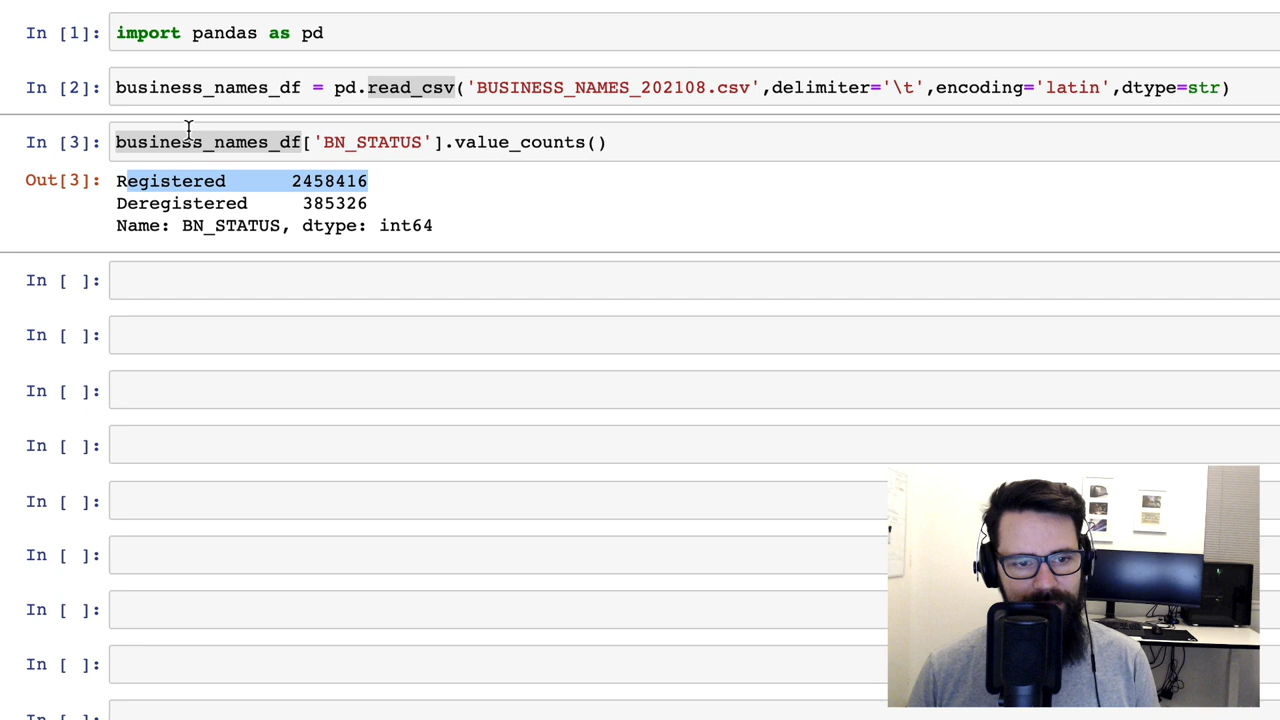 In [1]: import pandas as pd
In [2]: business_names_df = pd.read_csv('BUSINESS_NAMES_202108.csv',delimiter='\t',encoding='latin',dtype=str)
In [3]: business_names_df['BN_STATUS'].value_counts()
Out[3]: Registered 2458416
Deregistered 385326
Name: BN_STATUS, dtype: int64
In [ ]:
In [ ]:
In [ ]:
In [ ]:
In [ ]:
In [ ]:
In [ ]:
In [ ]:
In [ ]: